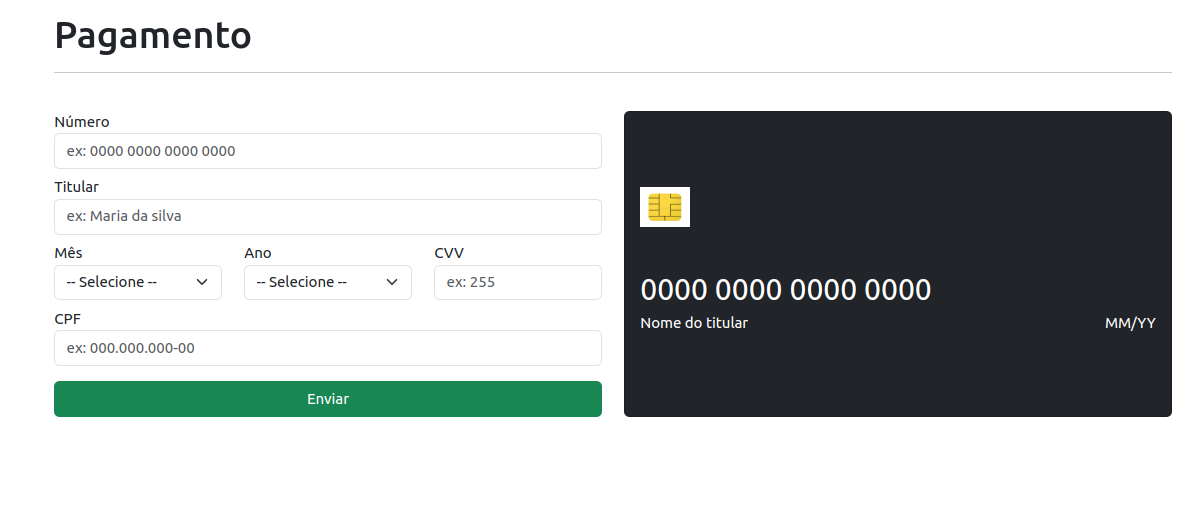 Pagamento
Número
ex: 0000 0000 0000 0000
Titular
ex: Maria da silva
Mês Ano CVV
-- Selecione -- -- Selecione -- ex: 255
CPF
ex: 000.000.000-00
Enviar
0000 0000 0000 0000
Nome do titular MM/YY